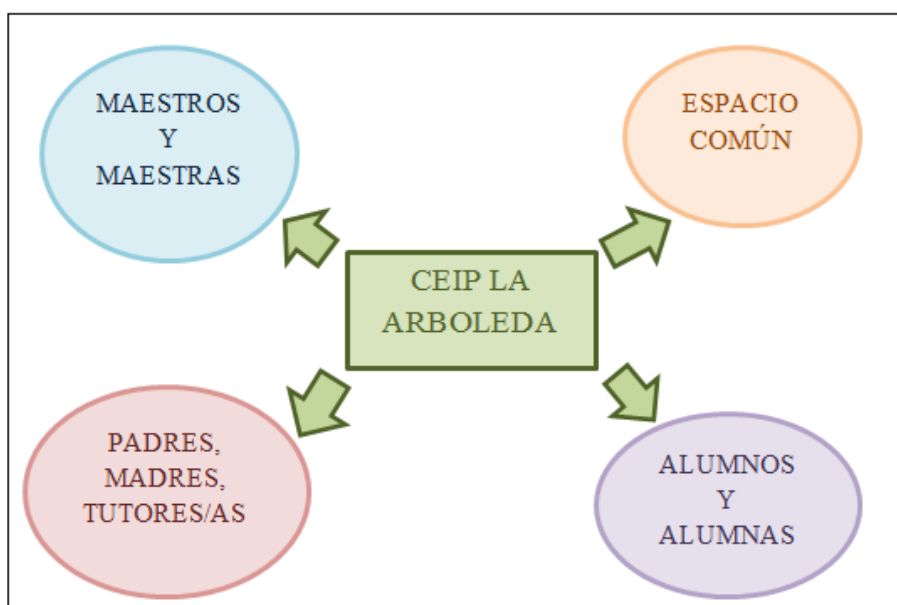 MAESTROS
Y
MAESTRAS
ESPACIO
COMÚN
CEIP LA
ARBOLEDA
PADRES,
MADRES,
TUTORES/AS
ALUMNOS
Y
ALUMNAS